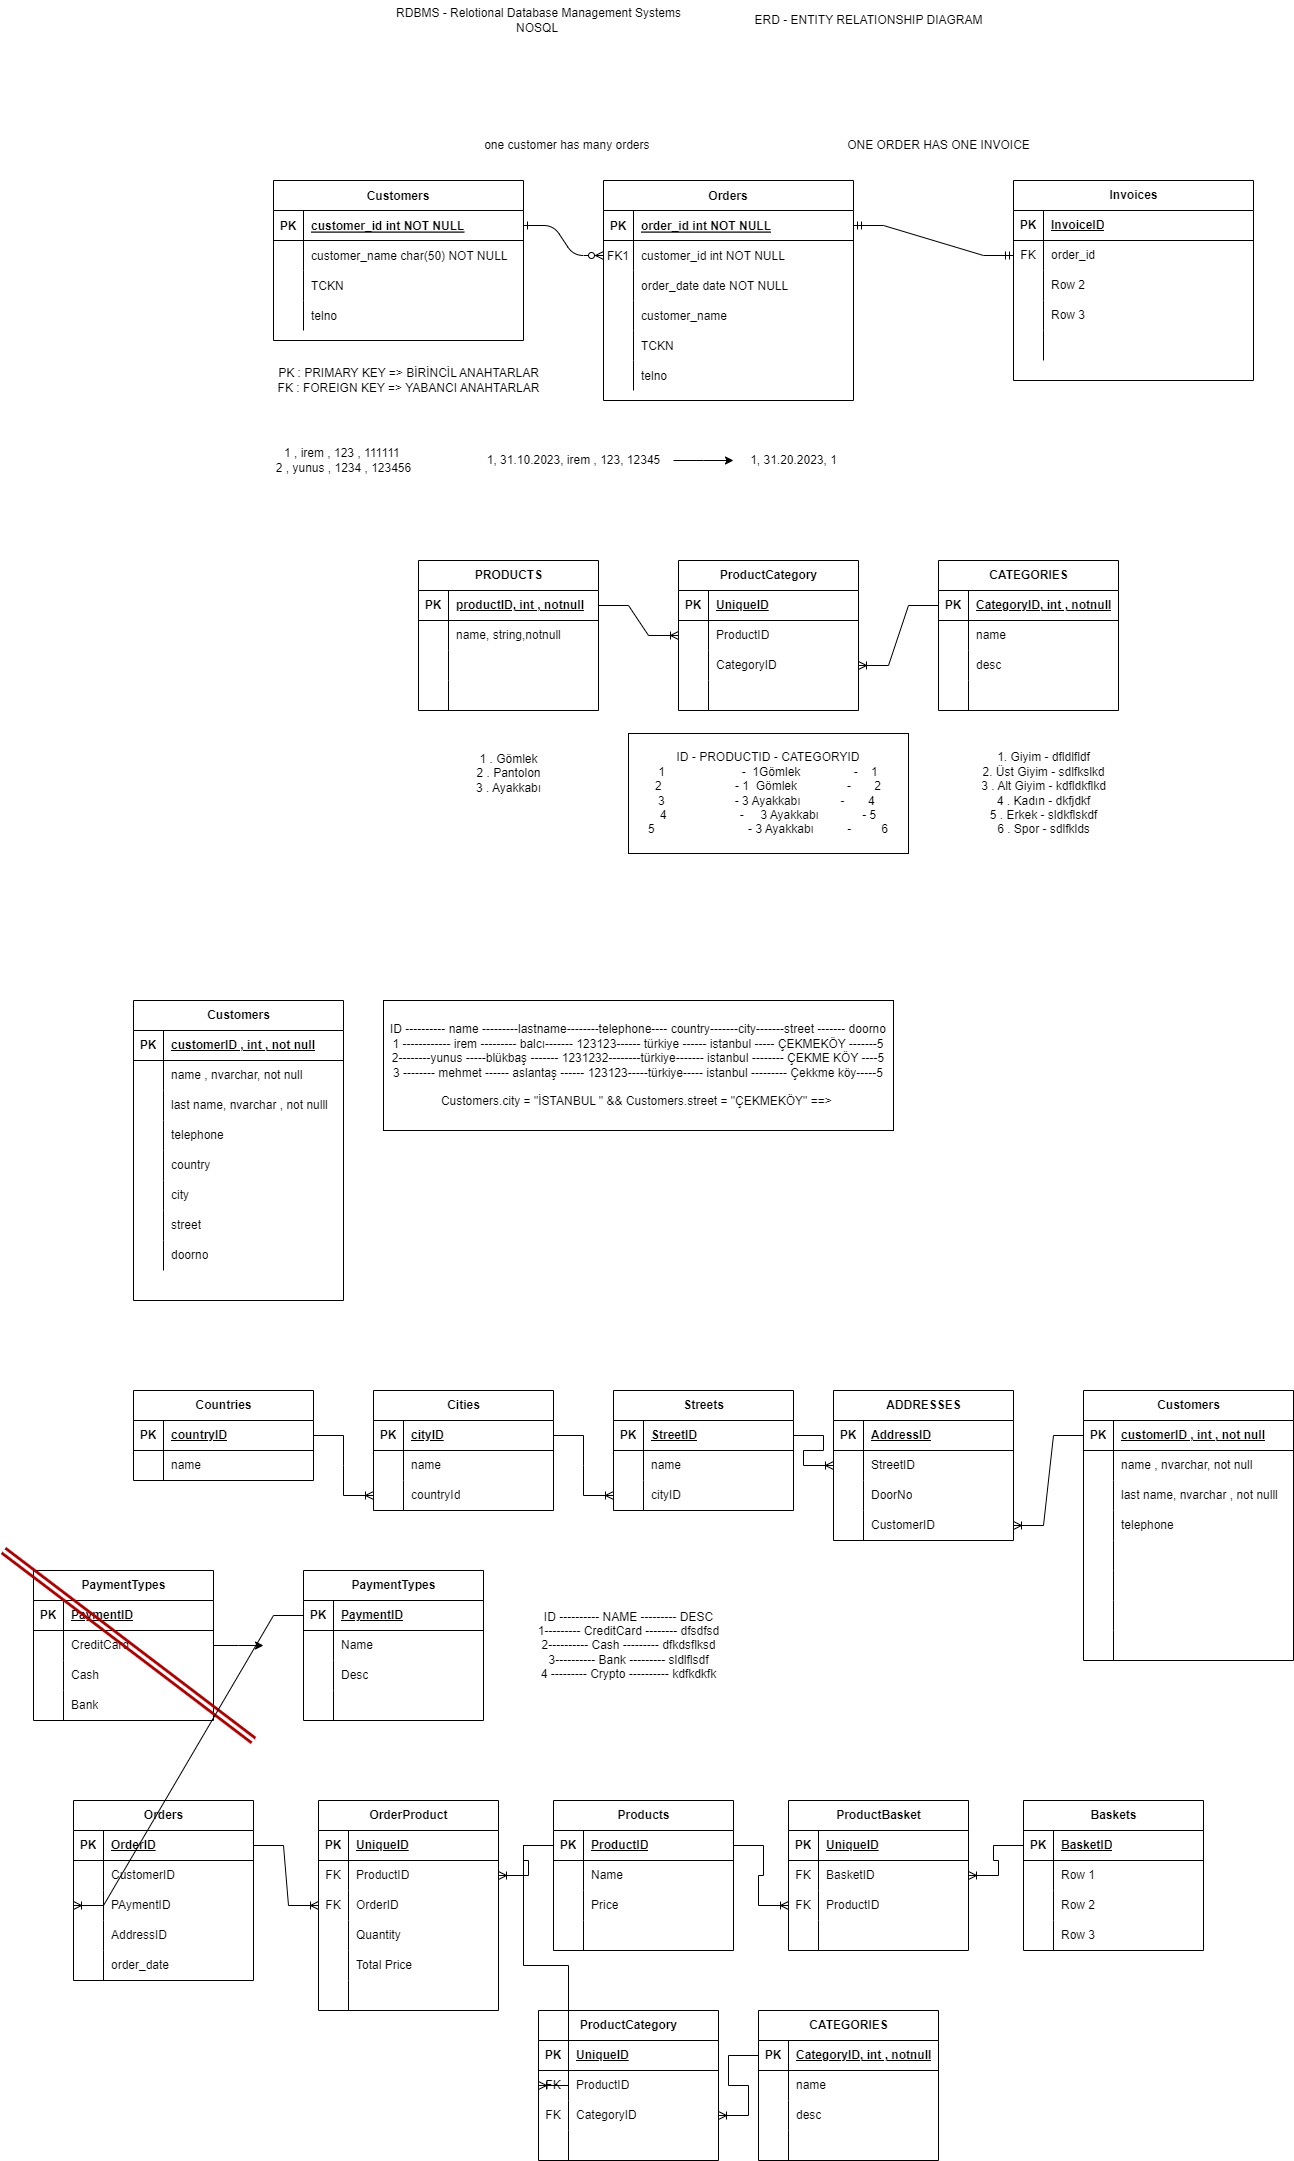 RDBMS - Relotional Database Management Systems
NOSQL
ERD - ENTITY RELATIONSHIP DIAGRAM
one customer has many orders
ONE ORDER HAS ONE INVOICE
Customers
PK customer_id int NOT NULL
customer_name char(50) NOT NULL
TCKN
telno
Orders
PK order_id int NOT NULL
FK1 customer_id int NOT NULL
order_date date NOT NULL
customer_name
TCKN
telno
Invoices
PK InvoiceID
FK order_id
Row 2
Row 3
PK : PRIMARY KEY => BİRİNCİL ANAHTARLAR
FK : FOREIGN KEY => YABANCI ANAHTARLAR
1 , irem , 123 , 111111
2 , yunus , 1234 , 123456
1, 31.10.2023, irem , 123, 12345
1, 31.20.2023, 1
PRODUCTS
PK productID, int , notnull
name, string,notnull
ProductCategory
PK UniqueID
ProductID
CategoryID
CATEGORIES
PK CategoryID, int , notnull
name
desc
1 . Gömlek
2 . Pantolon
3 . Ayakkabı
ID - PRODUCTID - CATEGORYID
1 - 1Gömlek - 1
2 - 1 Gömlek - 2
3 - 3 Ayakkabı - 4
4 - 3 Ayakkabı - 5
5 - 3 Ayakkabı - 6
1. Giyim - dfldlfldf
2. Üst Giyim - sdlfkslkd
3 . Alt Giyim - kdfldkflkd
4 . Kadın - dkfjdkf
5 . Erkek - sldkflskdf
6 . Spor - sdlfklds
Customers
PK customerID , int , not null
name , nvarchar, not null
last name, nvarchar , not nulll
telephone
country
city
street
doorno
ID ---------- name ---------lastname--------telephone---- country-------city-------street ------- doorno
1 ------------ irem --------- balcı------- 123123------ türkiye ------ istanbul ----- ÇEKMEKÖY -------5
2--------yunus -----blükbaş ------- 1231232--------türkiye------- istanbul -------- ÇEKME KÖY ----5
3 -------- mehmet ------ aslantaş ------ 123123-----türkiye----- istanbul --------- Çekkme köy-----5
Customers.city = "İSTANBUL " && Customers.street = "ÇEKMEKÖY" ==>
Countries
PK countryID
name
Cities
PK cityID
name
countryId
Streets
PK StreetID
name
cityID
ADDRESSES
PK AddressID
StreetID
DoorNo
CustomerID
Customers
PK customerID , int , not null
name , nvarchar, not null
last name, nvarchar , not nulll
telephone
PaymentTypes
PK PaymentID
CreditCard
Cash
Bank
PaymentTypes
PK PaymentID
Name
Desc
ID ---------- NAME --------- DESC
1--------- CreditCard -------- dfsdfsd
2---------- Cash --------- dfkdsflksd
3---------- Bank --------- sldlflsdf
4 --------- Crypto ---------- kdfkdkfk
Orders
PK OrderID
CustomerID
PAymentID
AddressID
order_date
OrderProduct
PK UniqueID
FK ProductID
FK OrderID
Quantity
Total Price
Products
PK ProductID
Name
Price
ProductBasket
PK UniqueID
FK BasketID
FK ProductID
Baskets
PK BasketID
Row 1
Row 2
Row 3
ProductCategory
PK UniqueID
FK ProductID
FK CategoryID
CATEGORIES
PK CategoryID, int , notnull
name
desc